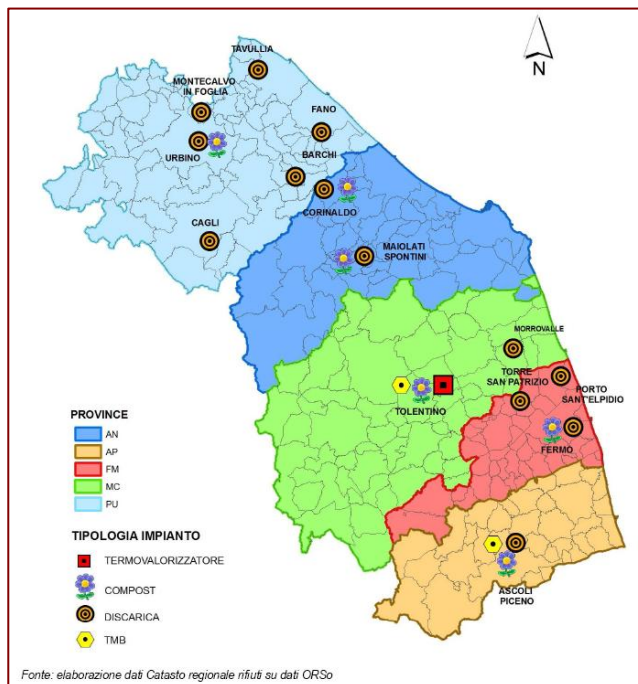 TAVULLIA
N
MONTECALVO
IN FOGLIA
FANO
URBINO
BARCHI
CORINALDO
CAGLI
MAIOLATI
SPONTINI
MORROVALLE
TORRE
SAN PATRIZIO
PORTO
SANT'ELPIDIO
TOLENTINO
FERMO
ASCOLI
PICENO
PROVINCE
AN
AP
FM
MC
PU
TIPOLOGIA IMPIANTO
TERMOVALORIZZATORE
COMPOST
DISCARICA
TMB
Fonte: elaborazione dati Catasto regionale rifiuti su dati ORSo